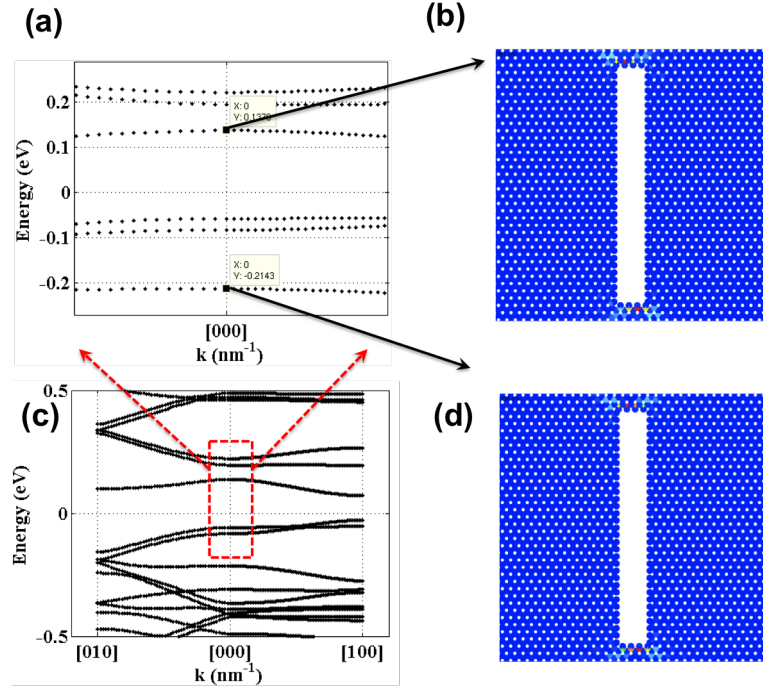 (a)
(b)
0.2
0.1
0
−0.1
−0.2
Energy (eV)
X: 0
Y: 0.1379
X: 0
Y: -0.2143
[000]
k (nm-1)
(c)
(d)
0.5
0
-0.5
Energy (eV)
[010]
[000]
[100]
k (nm-1)